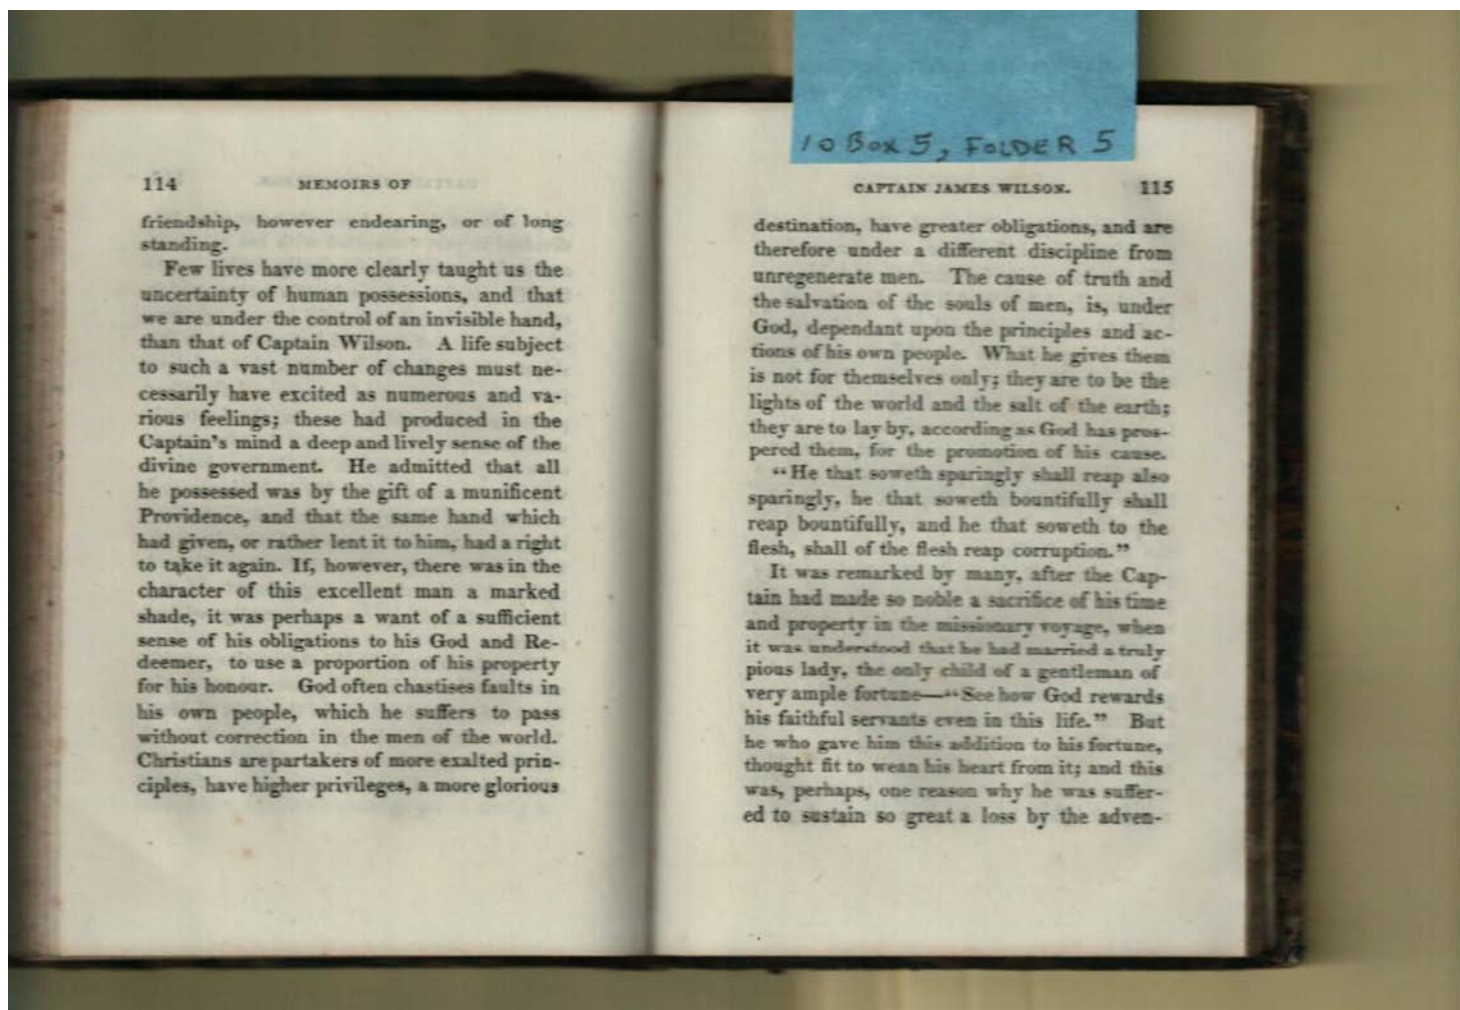 10 Box 5, FOLDER 5
114 MEMOIRS OF
friendship, however endearing, or of long
standing.
Few lives have more clearly taught us the
uncertainty of human possessions, and that
we are under the control of an invisible hand,
than that of Captain Wilson. A life subject
to such a vast number of changes must ne-
cessarily have excited as numerous and va-
rious feelings; these had produced in the
Captain's mind a deep and lively sense of the
divine government. He admitted that all
he possessed was by the gift of a munificent
Providence, and that the same hand which
had given, or rather lent it to him, had a right
to take it again. If, however, there was in the
character of this excellent man a marked
shade, it was perhaps a want of a sufficient
sense of his obligations to his God and Re-
deemer, to use a proportion of his property
for his honour. God often chastises faults in
his own people, which he suffers to pass
without correction in the men of the world.
Christians are partakers of more exalted prin-
ciples, have higher privileges, a more glorious
CAPTAIN JAMES WILSON. 115
destination, have greater obligations, and are
therefore under a different discipline from
unregenerate men. The cause of truth and
the salvation of the souls of men, is, under
God, dependant upon the principles and ac-
tions of his own people. What he gives them
is not for themselves only; they are to be the
lights of the world and the salt of the earth;
they are to lay by, according as God has pros-
pered them, for the promotion of his cause.
"He that soweth sparingly shall reap also
sparingly, he that soweth bountifully shall
reap bountifully, and he that soweth to the
flesh, shall of the flesh reap corruption."
It was remarked by many, after the Cap-
tain had made so noble a sacrifice of his time
and property in the missionary voyage, when
it was understood that he had married a truly
pious lady, the only child of a gentleman of
very ample fortune—"See how God rewards
his faithful servants even in this life." But
he who gave him this addition to his fortune,
thought fit to wean his heart from it; and this
was, perhaps, one reason why he was suffer-
ed to sustain so great a loss by the adven-